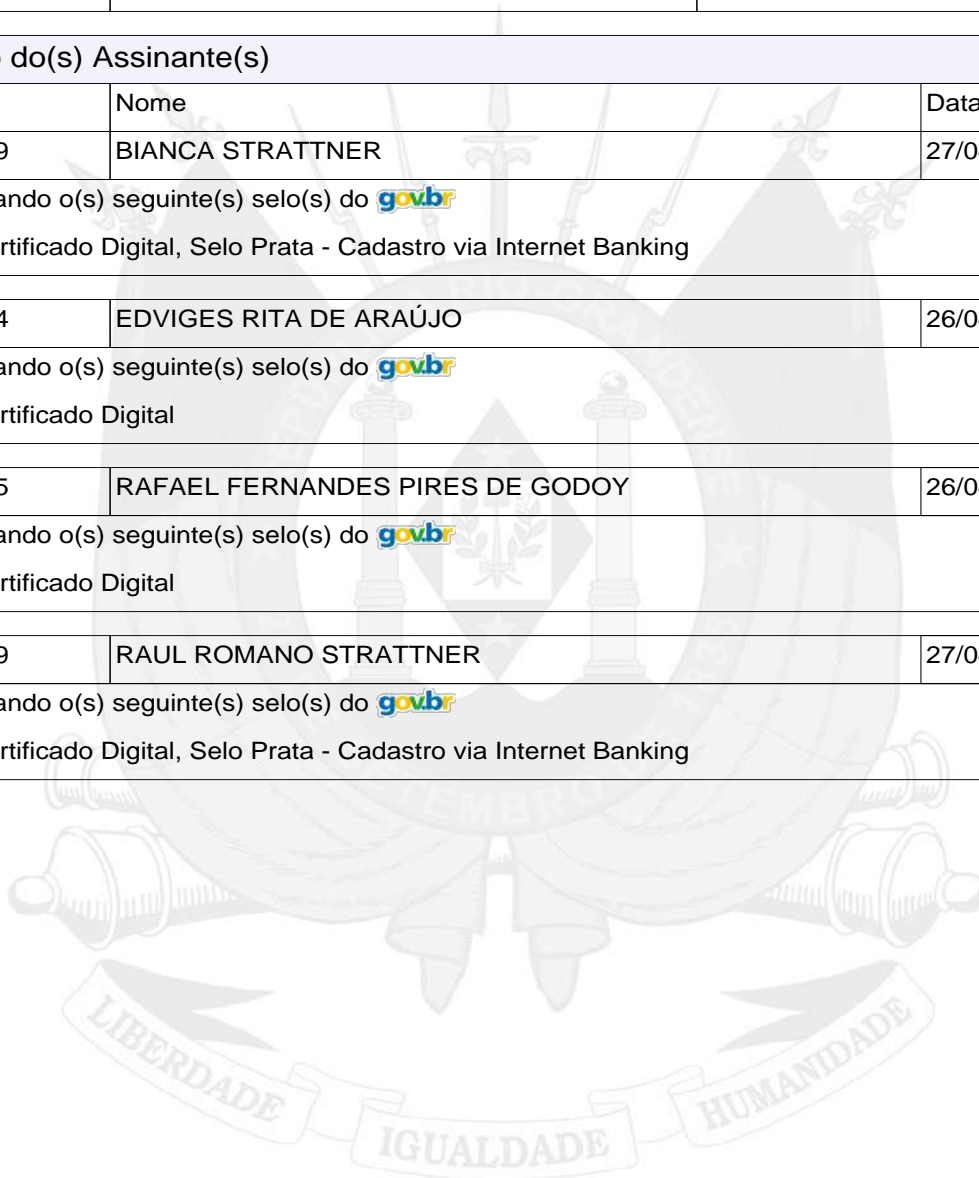 do(s) Assinante(s)
Nome Data
9 BIANCA STRATTNER 27/0
ando o(s) seguinte(s) selo(s) do gov.br
rtificado Digital, Selo Prata - Cadastro via Internet Banking
4 EDVIGES RITA DE ARAÚJO 26/0
ando o(s) seguinte(s) selo(s) do gov.br
rtificado Digital
5 RAFAEL FERNANDES PIRES DE GODOY 26/0
ando o(s) seguinte(s) selo(s) do gov.br
rtificado Digital
9 RAUL ROMANO STRATTNER 27/0
ando o(s) seguinte(s) selo(s) do gov.br
rtificado Digital, Selo Prata - Cadastro via Internet Banking
LIBERDADE IGUALDADE HUMANIDADE